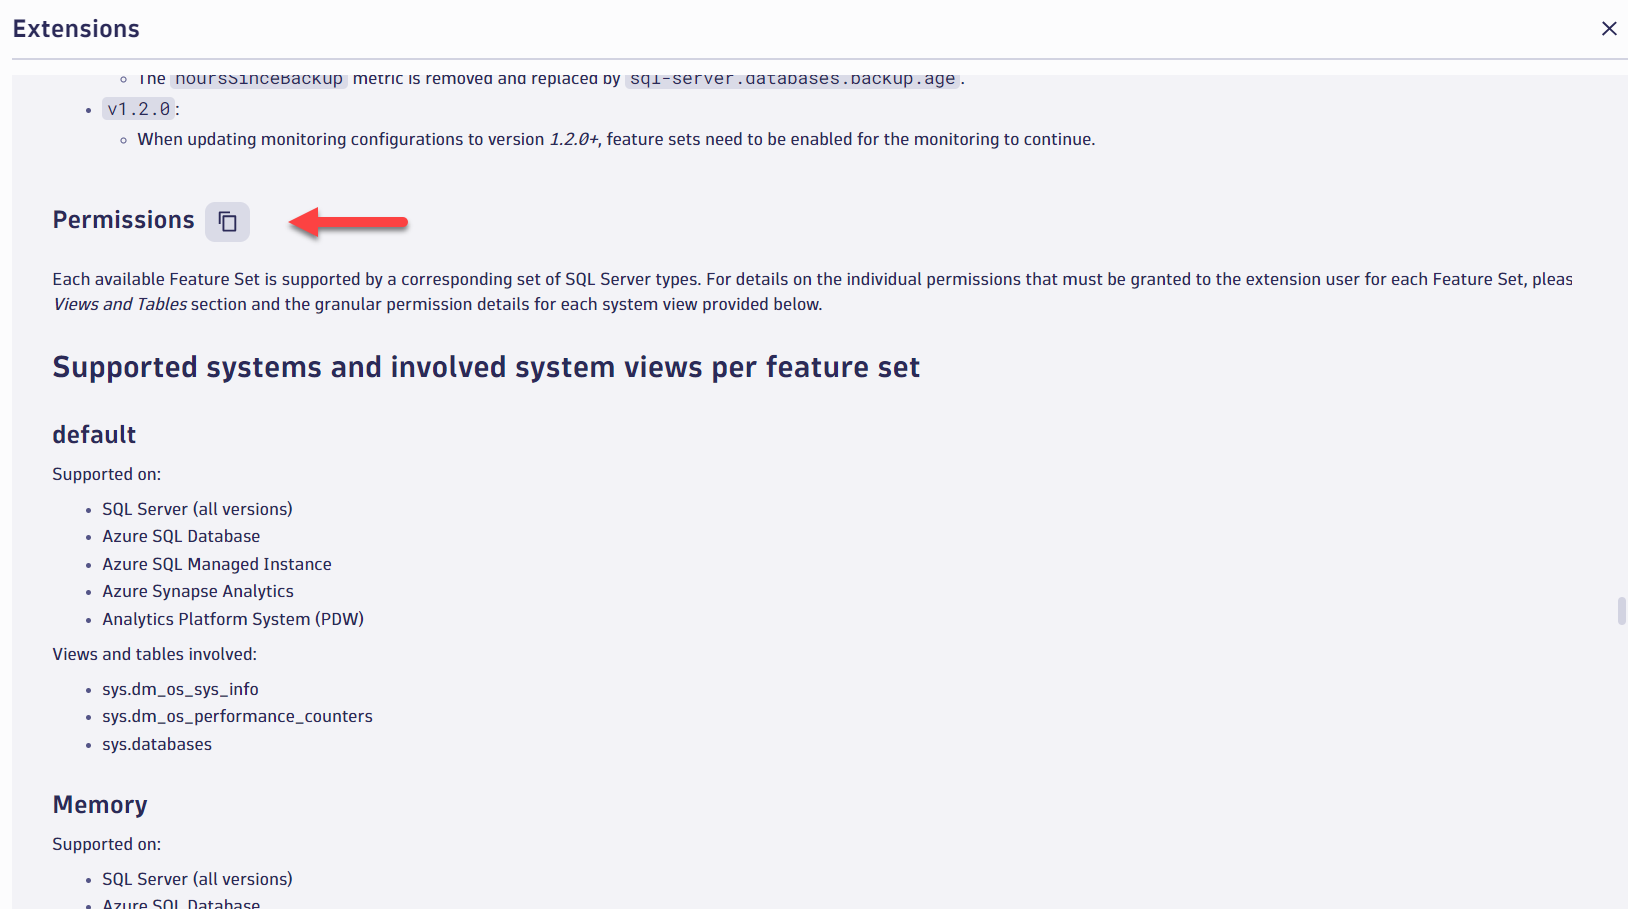 Extensions
The hoursSinceBackup metric is removed and replaced by sql-server.databases.backup.age.
v1.2.0:
When updating monitoring configurations to version 1.2.0+, feature sets need to be enabled for the monitoring to continue.
Permissions
Each available Feature Set is supported by a corresponding set of SQL Server types. For details on the individual permissions that must be granted to the extension user for each Feature Set, pleas
Views and Tables section and the granular permission details for each system view provided below.
Supported systems and involved system views per feature set
default
Supported on:
SQL Server (all versions)
Azure SQL Database
Azure SQL Managed Instance
Azure Synapse Analytics
Analytics Platform System (PDW)
Views and tables involved:
sys.dm_os_sys_info
sys.dm_os_performance_counters
sys.databases
Memory
Supported on:
SQL Server (all versions)
Azure SQL Database